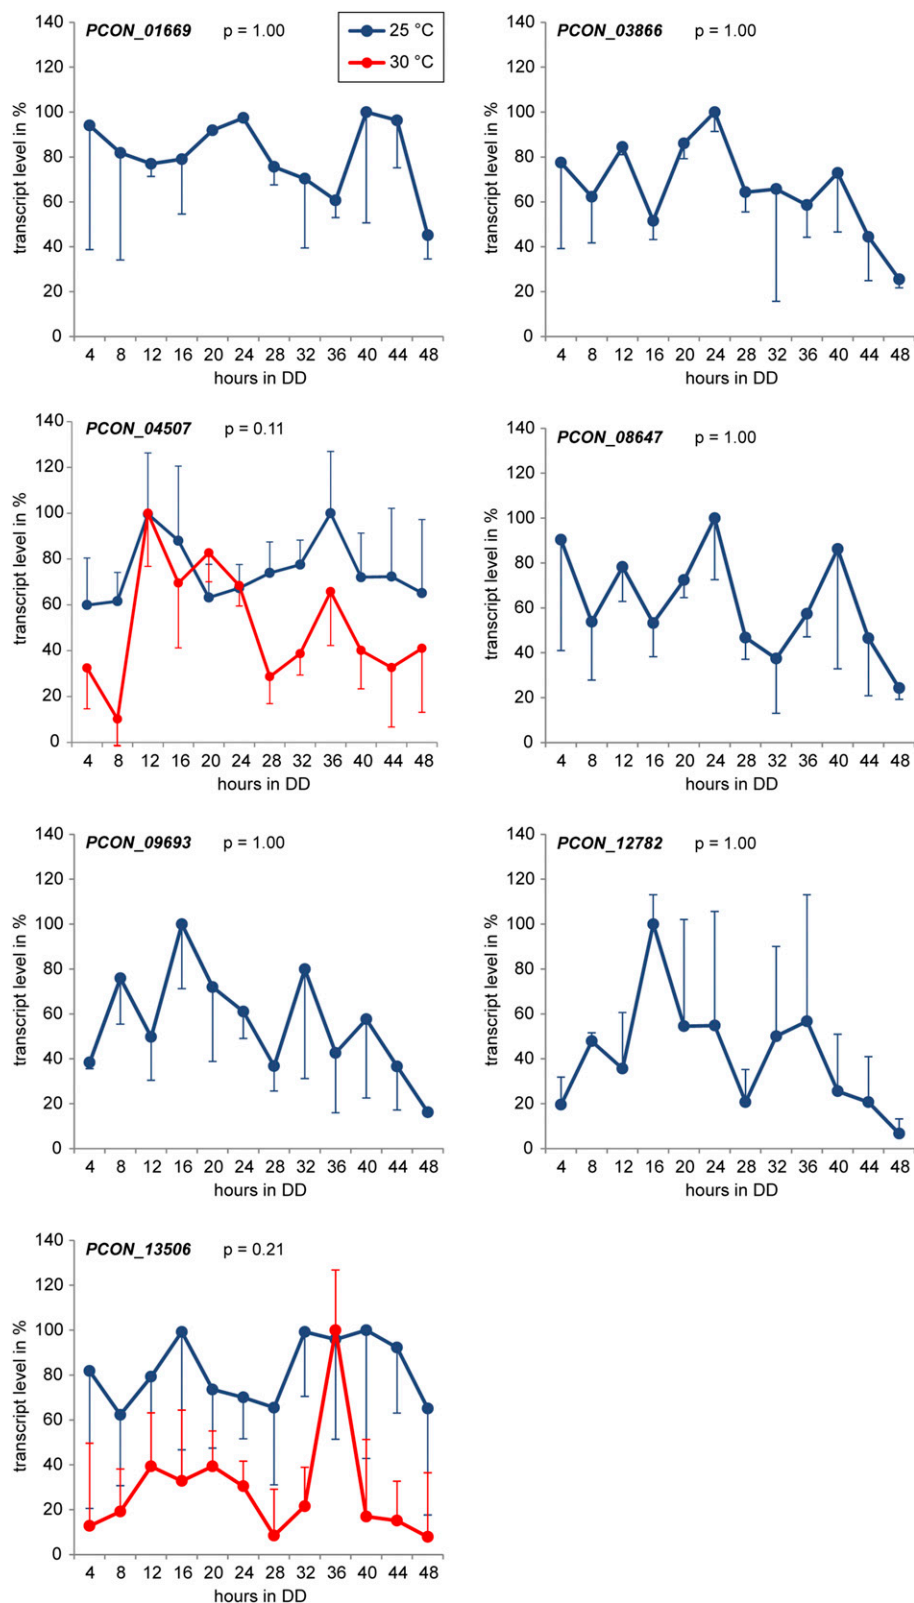 PCON_01669 p = 1.00
25 °C
30 °C
transcript level in %
140
120
100
80
60
40
20
0
4 8 12 16 20 24 28 32 36 40 44 48
hours in DD
PCON_03866 p = 1.00
transcript level in %
140
120
100
80
60
40
20
0
4 8 12 16 20 24 28 32 36 40 44 48
hours in DD
PCON_04507 p = 0.11
transcript level in %
140
120
100
80
60
40
20
0
4 8 12 16 20 24 28 32 36 40 44 48
hours in DD
PCON_08647 p = 1.00
transcript level in %
140
120
100
80
60
40
20
0
4 8 12 16 20 24 28 32 36 40 44 48
hours in DD
PCON_09693 p = 1.00
transcript level in %
140
120
100
80
60
40
20
0
4 8 12 16 20 24 28 32 36 40 44 48
hours in DD
PCON_12782 p = 1.00
transcript level in %
140
120
100
80
60
40
20
0
4 8 12 16 20 24 28 32 36 40 44 48
hours in DD
PCON_13506 p = 0.21
transcript level in %
140
120
100
80
60
40
20
0
4 8 12 16 20 24 28 32 36 40 44 48
hours in DD